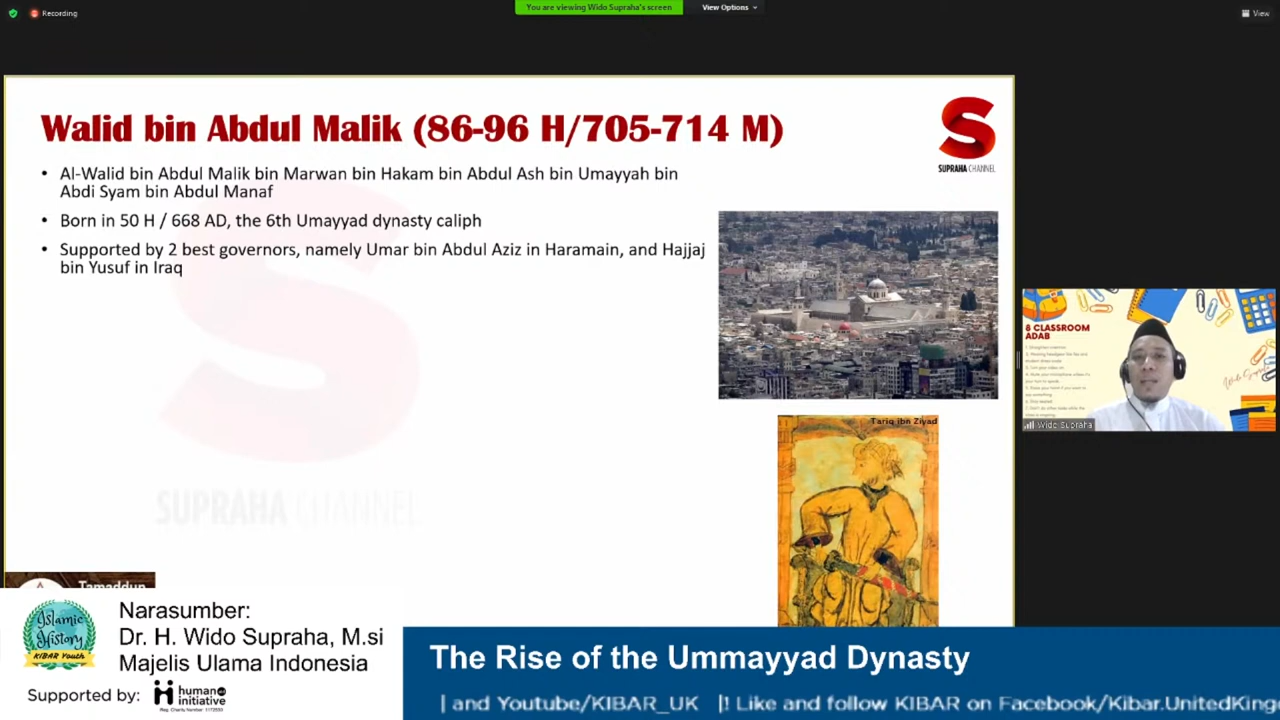 Recording
You are viewing Wido Supraha's screen
View Options
View
Walid bin Abdul Malik (86-96 H/705-714 M)
SUPRAHA CHANNEL
• Al-Walid bin Abdul Malik bin Marwan bin Hakam bin Abdul Ash bin Umayyah bin
Abdi Syam bin Abdul Manaf
• Born in 50 H / 668 AD, the 6th Umayyad dynasty caliph
• Supported by 2 best governors, namely Umar bin Abdul Aziz in Haramain, and Hajjaj
bin Yusuf in Iraq
SUPRAHA CHANNEL
Tariq ibn Ziyad
8 CLASSROOM
ADAB
Wido Supraha
Tamaddun
Islamic
History
KIBAR Youth
Narasumber:
Dr. H. Wido Supraha, M.si
Majelis Ulama Indonesia
Supported by:
human
initiative
The Rise of the Ummayyad Dynasty
| and Youtube/KIBAR_UK |! Like and follow KIBAR on Facebook/Kibar.UnitedKing